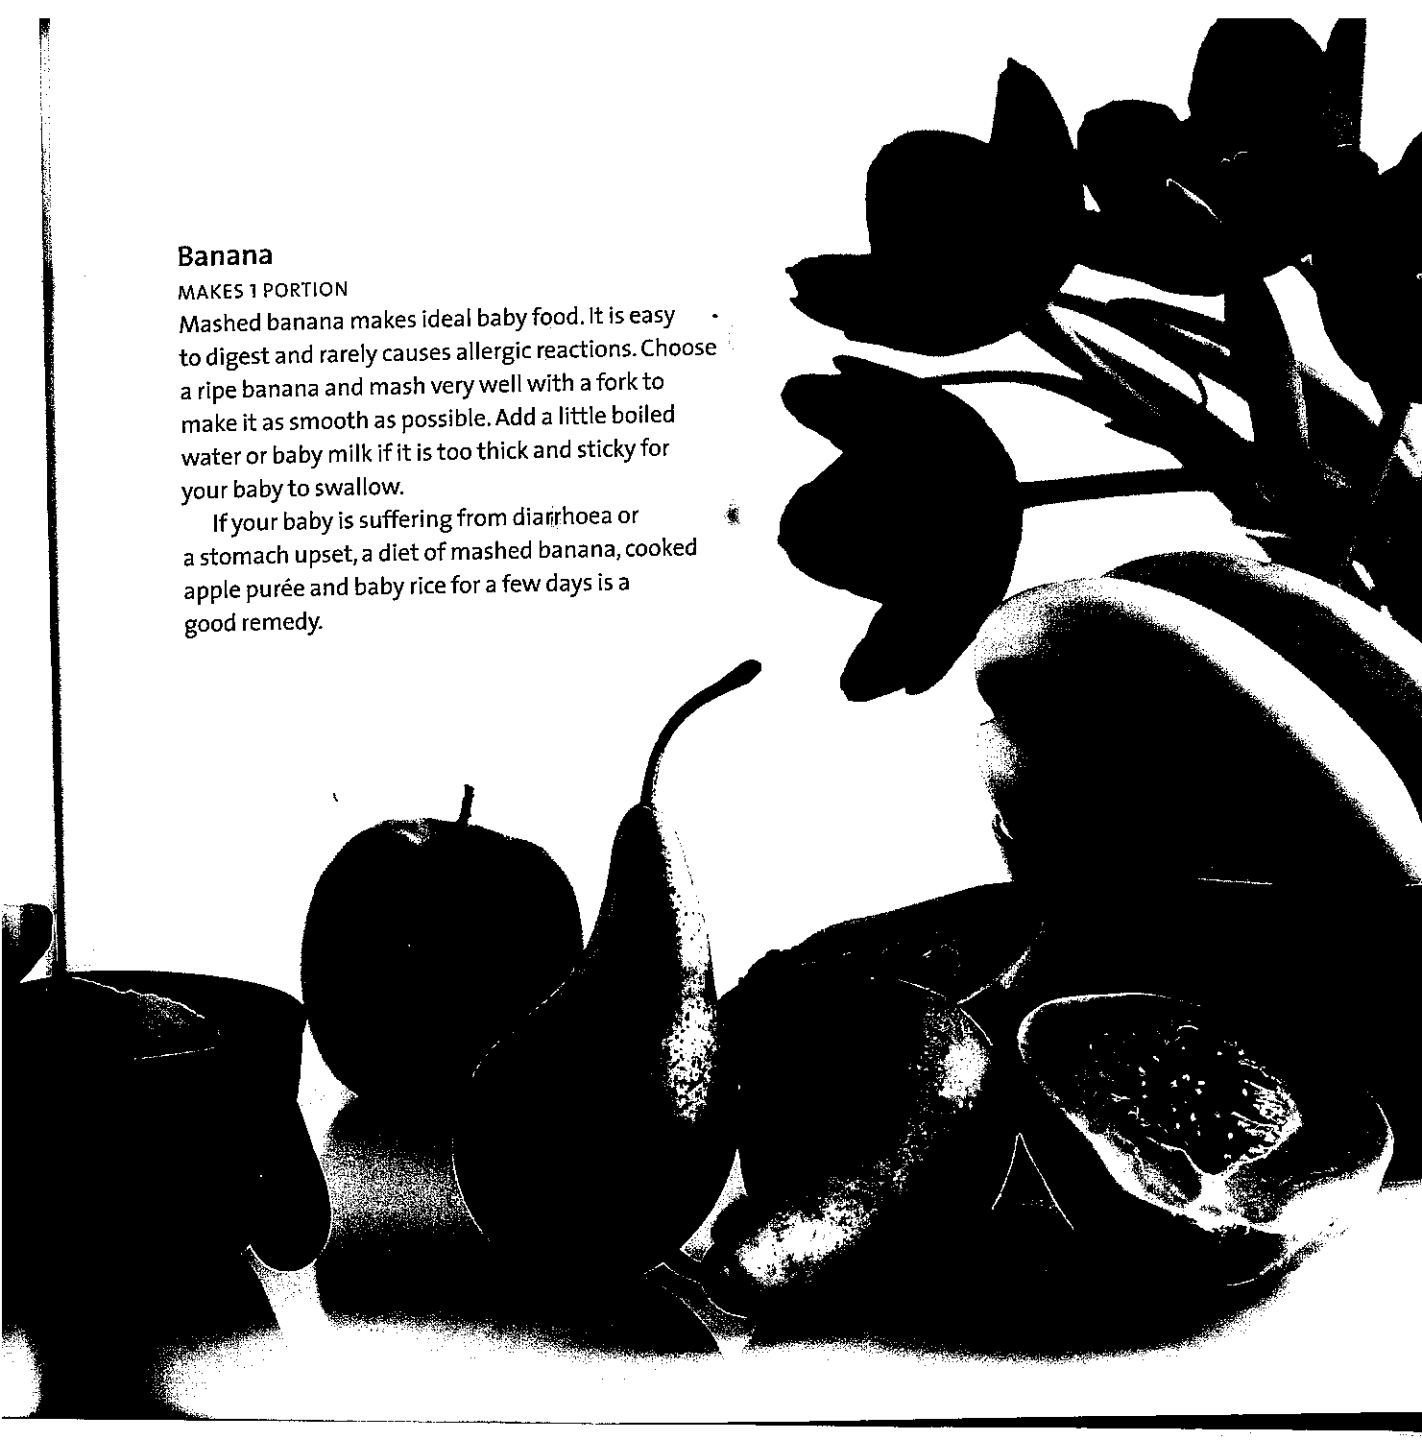 Banana
MAKES 1 PORTION
Mashed banana makes ideal baby food. It is easy
to digest and rarely causes allergic reactions. Choose
a ripe banana and mash very well with a fork to
make it as smooth as possible. Add a little boiled
water or baby milk if it is too thick and sticky for
your baby to swallow.
If your baby is suffering from diarrhoea or
a stomach upset, a diet of mashed banana, cooked
apple purée and baby rice for a few days is a
good remedy.